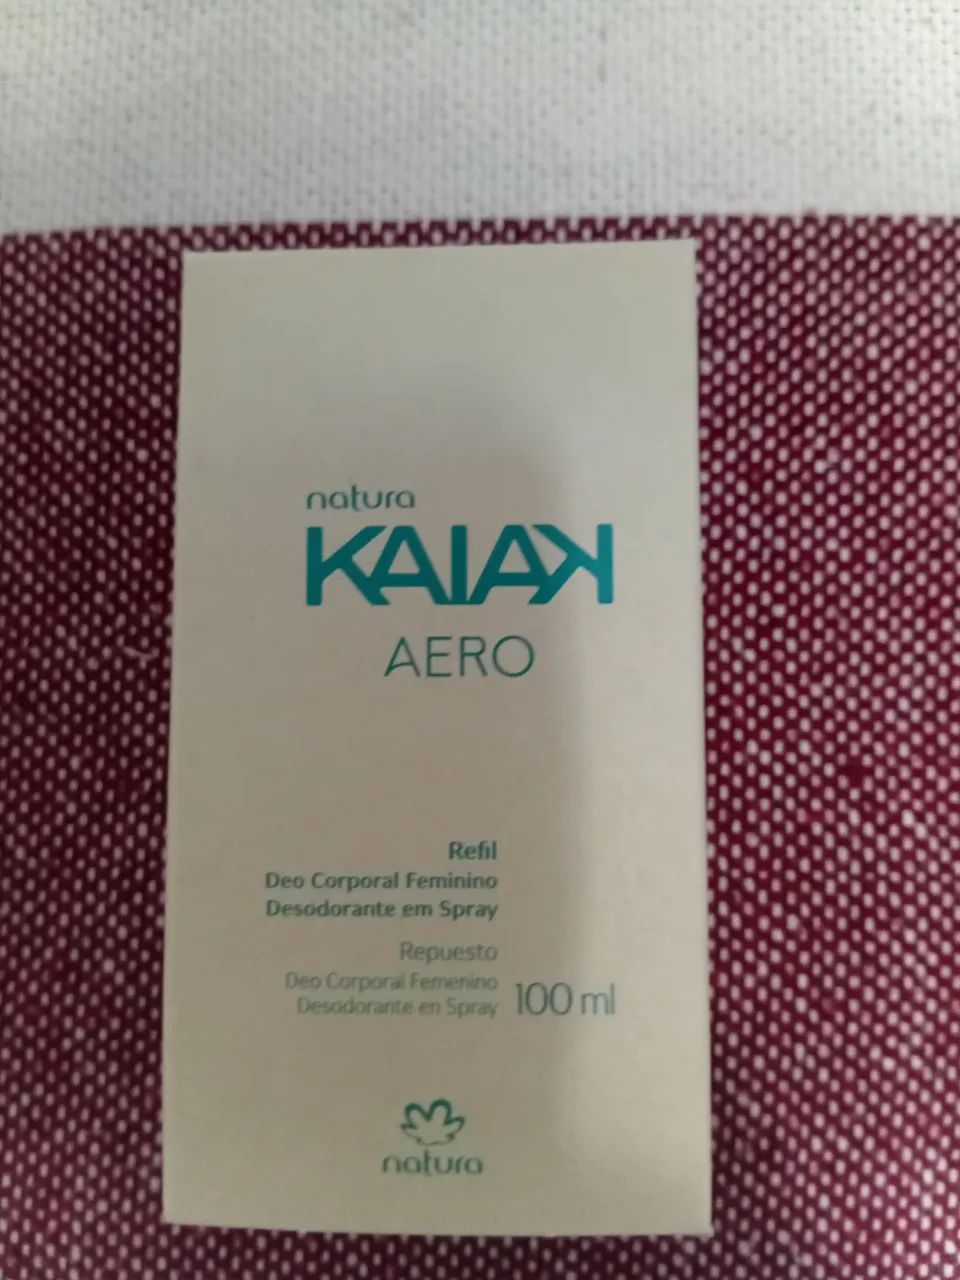 natura
KAIAK
AERO
Refil
Deo Corporal Feminino
Desodorante em Spray
Repuesto
Deo Corporal Femenino
Desodorante en Spray
100 ml
natura